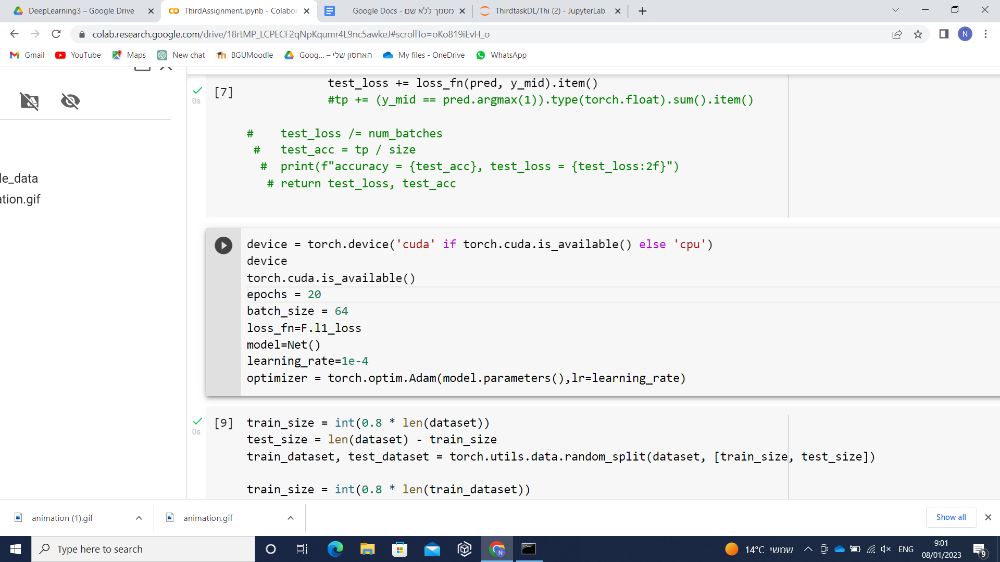 DeepLearning3 – Google Drive
ThirdAssignment.ipynb - Colabor
מסמך ללא שם - Google Docs
ThirdtaskDL/Thi (2) - JupyterLab
colab.research.google.com/drive/18rtMP_LCPECF2qNpKqumr4L9nc5awkeJ#scrollTo=oKo819iEvH_o
N
Gmail
YouTube
Maps
New chat
BGUMoodle
האחסון שלי – Goog...
My files - OneDrive
WhatsApp
le_data
ation.gif
0s
[7]
test_loss += loss_fn(pred, y_mid).item()
#tp += (y_mid == pred.argmax(1)).type(torch.float).sum().item()
#    test_loss /= num_batches
#   test_acc = tp / size
#  print(f"accuracy = {test_acc}, test_loss = {test_loss:2f}")
# return test_loss, test_acc
device = torch.device('cuda' if torch.cuda.is_available() else 'cpu')
device
torch.cuda.is_available()
epochs = 20
batch_size = 64
loss_fn=F.l1_loss
model=Net()
learning_rate=1e-4
optimizer = torch.optim.Adam(model.parameters(),lr=learning_rate)
0s
[9]
train_size = int(0.8 * len(dataset))
test_size = len(dataset) - train_size
train_dataset, test_dataset = torch.utils.data.random_split(dataset, [train_size, test_size])
train_size = int(0.8 * len(train_dataset))
animation (1).gif
animation.gif
Show all
Type here to search
N
14°C שמשי
ENG
9:01
08/01/2023
9